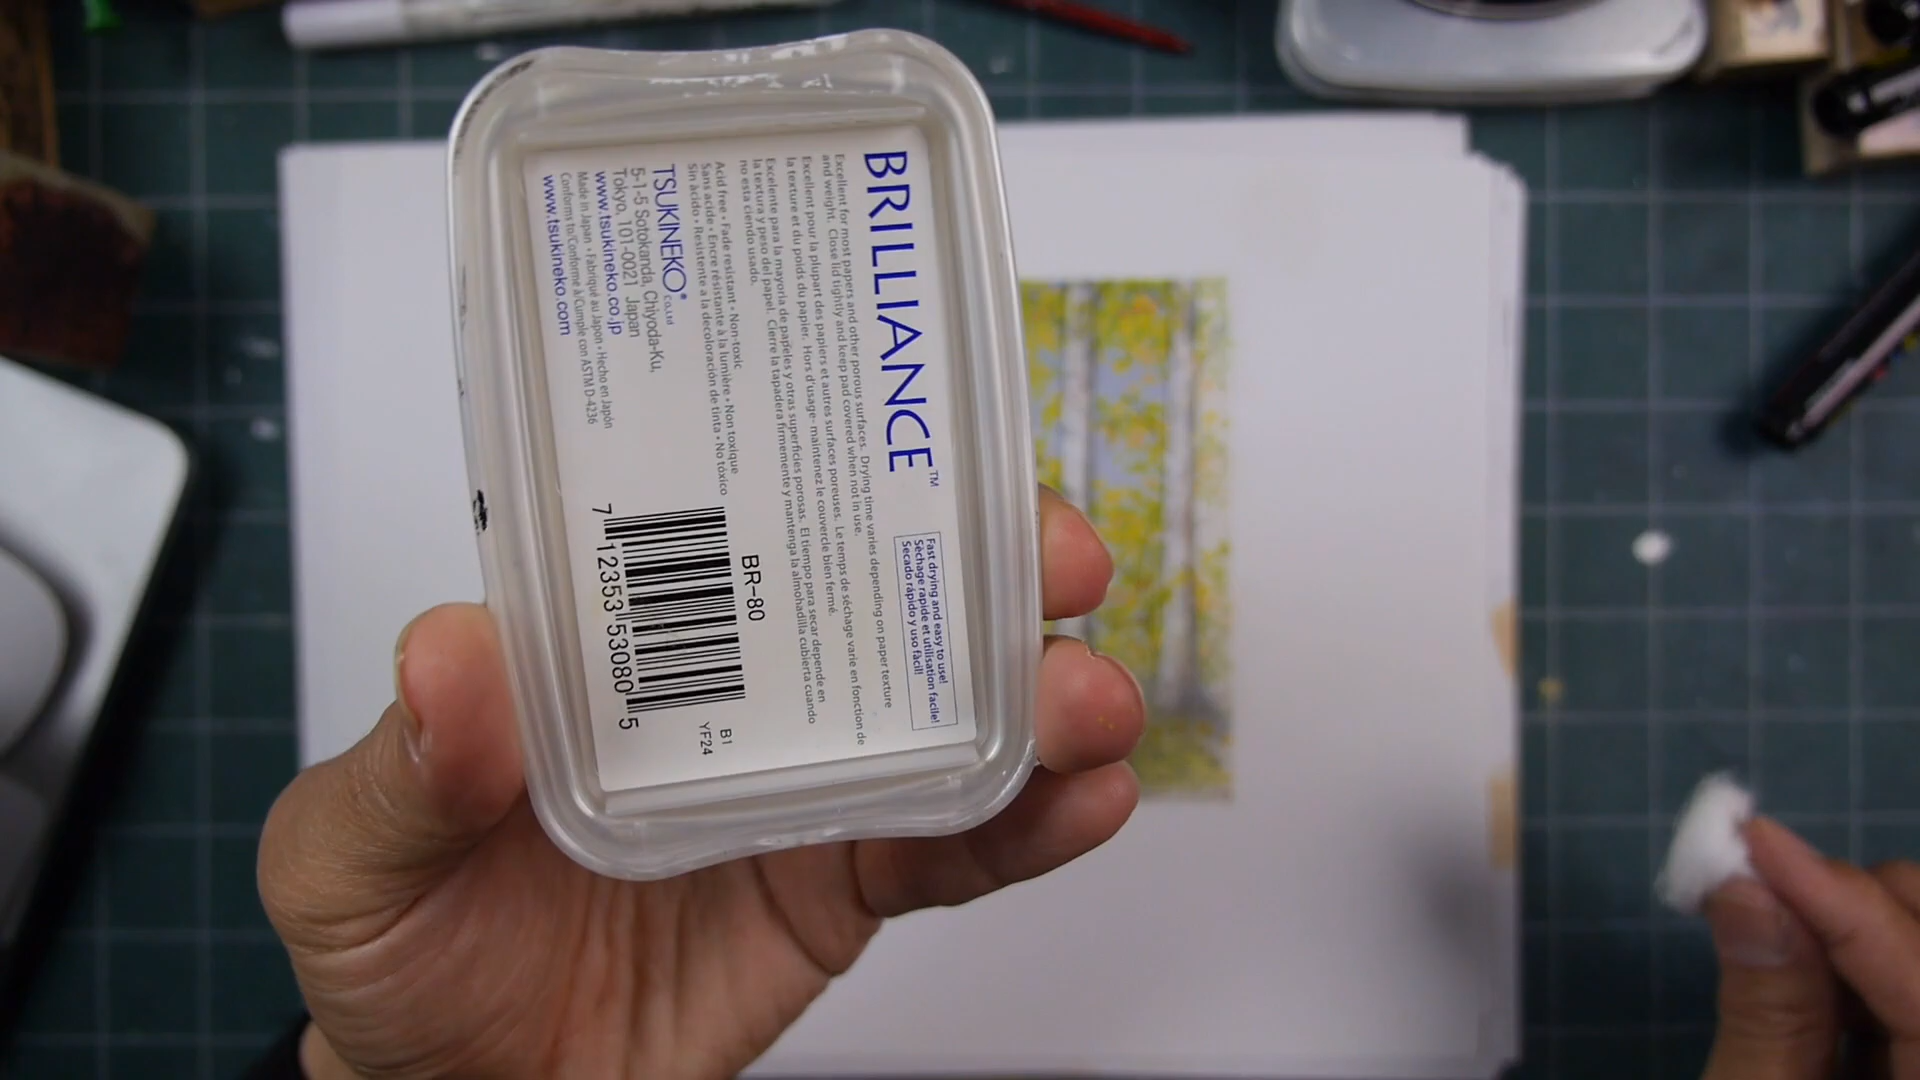 BRILLIANCE™
Fast drying and easy to use!
Séchage rapide et utilisation facile!
Secado rápido y uso fàcil!
Excellent for most papers and other porous surfaces. Drying time varies depending on paper texture
and weight. Close lid tightly and keep pad covered when not in use.
Excellent pour la plupart des papiers et autres surfaces poreuses. Le temps de séchage varie en fonction de
la texture et du poids du papier. Hors d'usage- maintenez le couvercle bien fermé.
Excelente para la mayoria de papeles y otras superficies porosas. El tiempo para secar depende en
la textura y peso del papel. Cierre la tapadera firmemente y mantenga la almohadilla cubierta cuando
no esta ciendo usado.
Acid free • Fade resistant • Non-toxic
Sans acide • Encre résistante à la lumière • Non toxique
Sin àcido • Resistente a la decoloración de tinta • No tóxico
TSUKINEKO® CO.,Ltd
5-1-5 Sotokanda, Chiyoda-Ku,
Tokyo, 101-0021 Japan
www.tsukineko.co.jp
Made in Japan • Fabriqué au Japon • Hecho en Japón
Conforms to/Conforme à/Cumple con ASTM D-4236
www.tsukineko.com
BR-80
7 12353 53080 5
B1
YF24